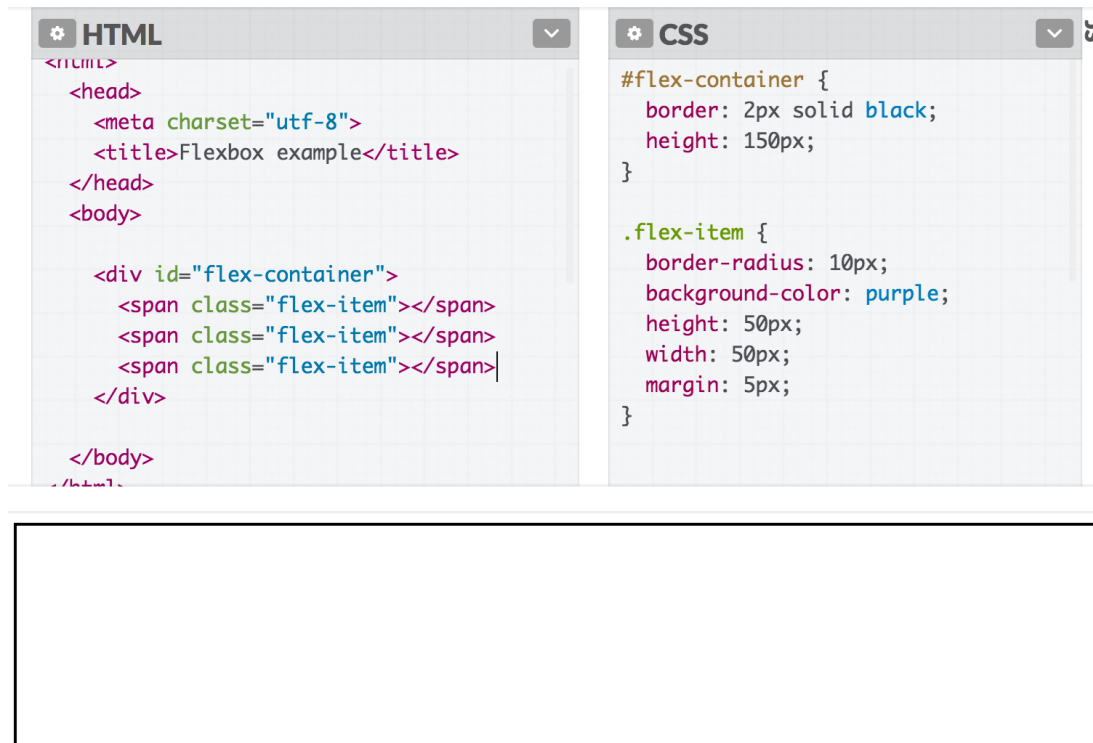 HTML
<html>
<head>
<meta charset="utf-8">
<title>Flexbox example</title>
</head>
<body>
<div id="flex-container">
<span class="flex-item"></span>
<span class="flex-item"></span>
<span class="flex-item"></span>
</div>
</body>
</html>
CSS
#flex-container {
border: 2px solid black;
height: 150px;
}
.flex-item {
border-radius: 10px;
background-color: purple;
height: 50px;
width: 50px;
margin: 5px;
}